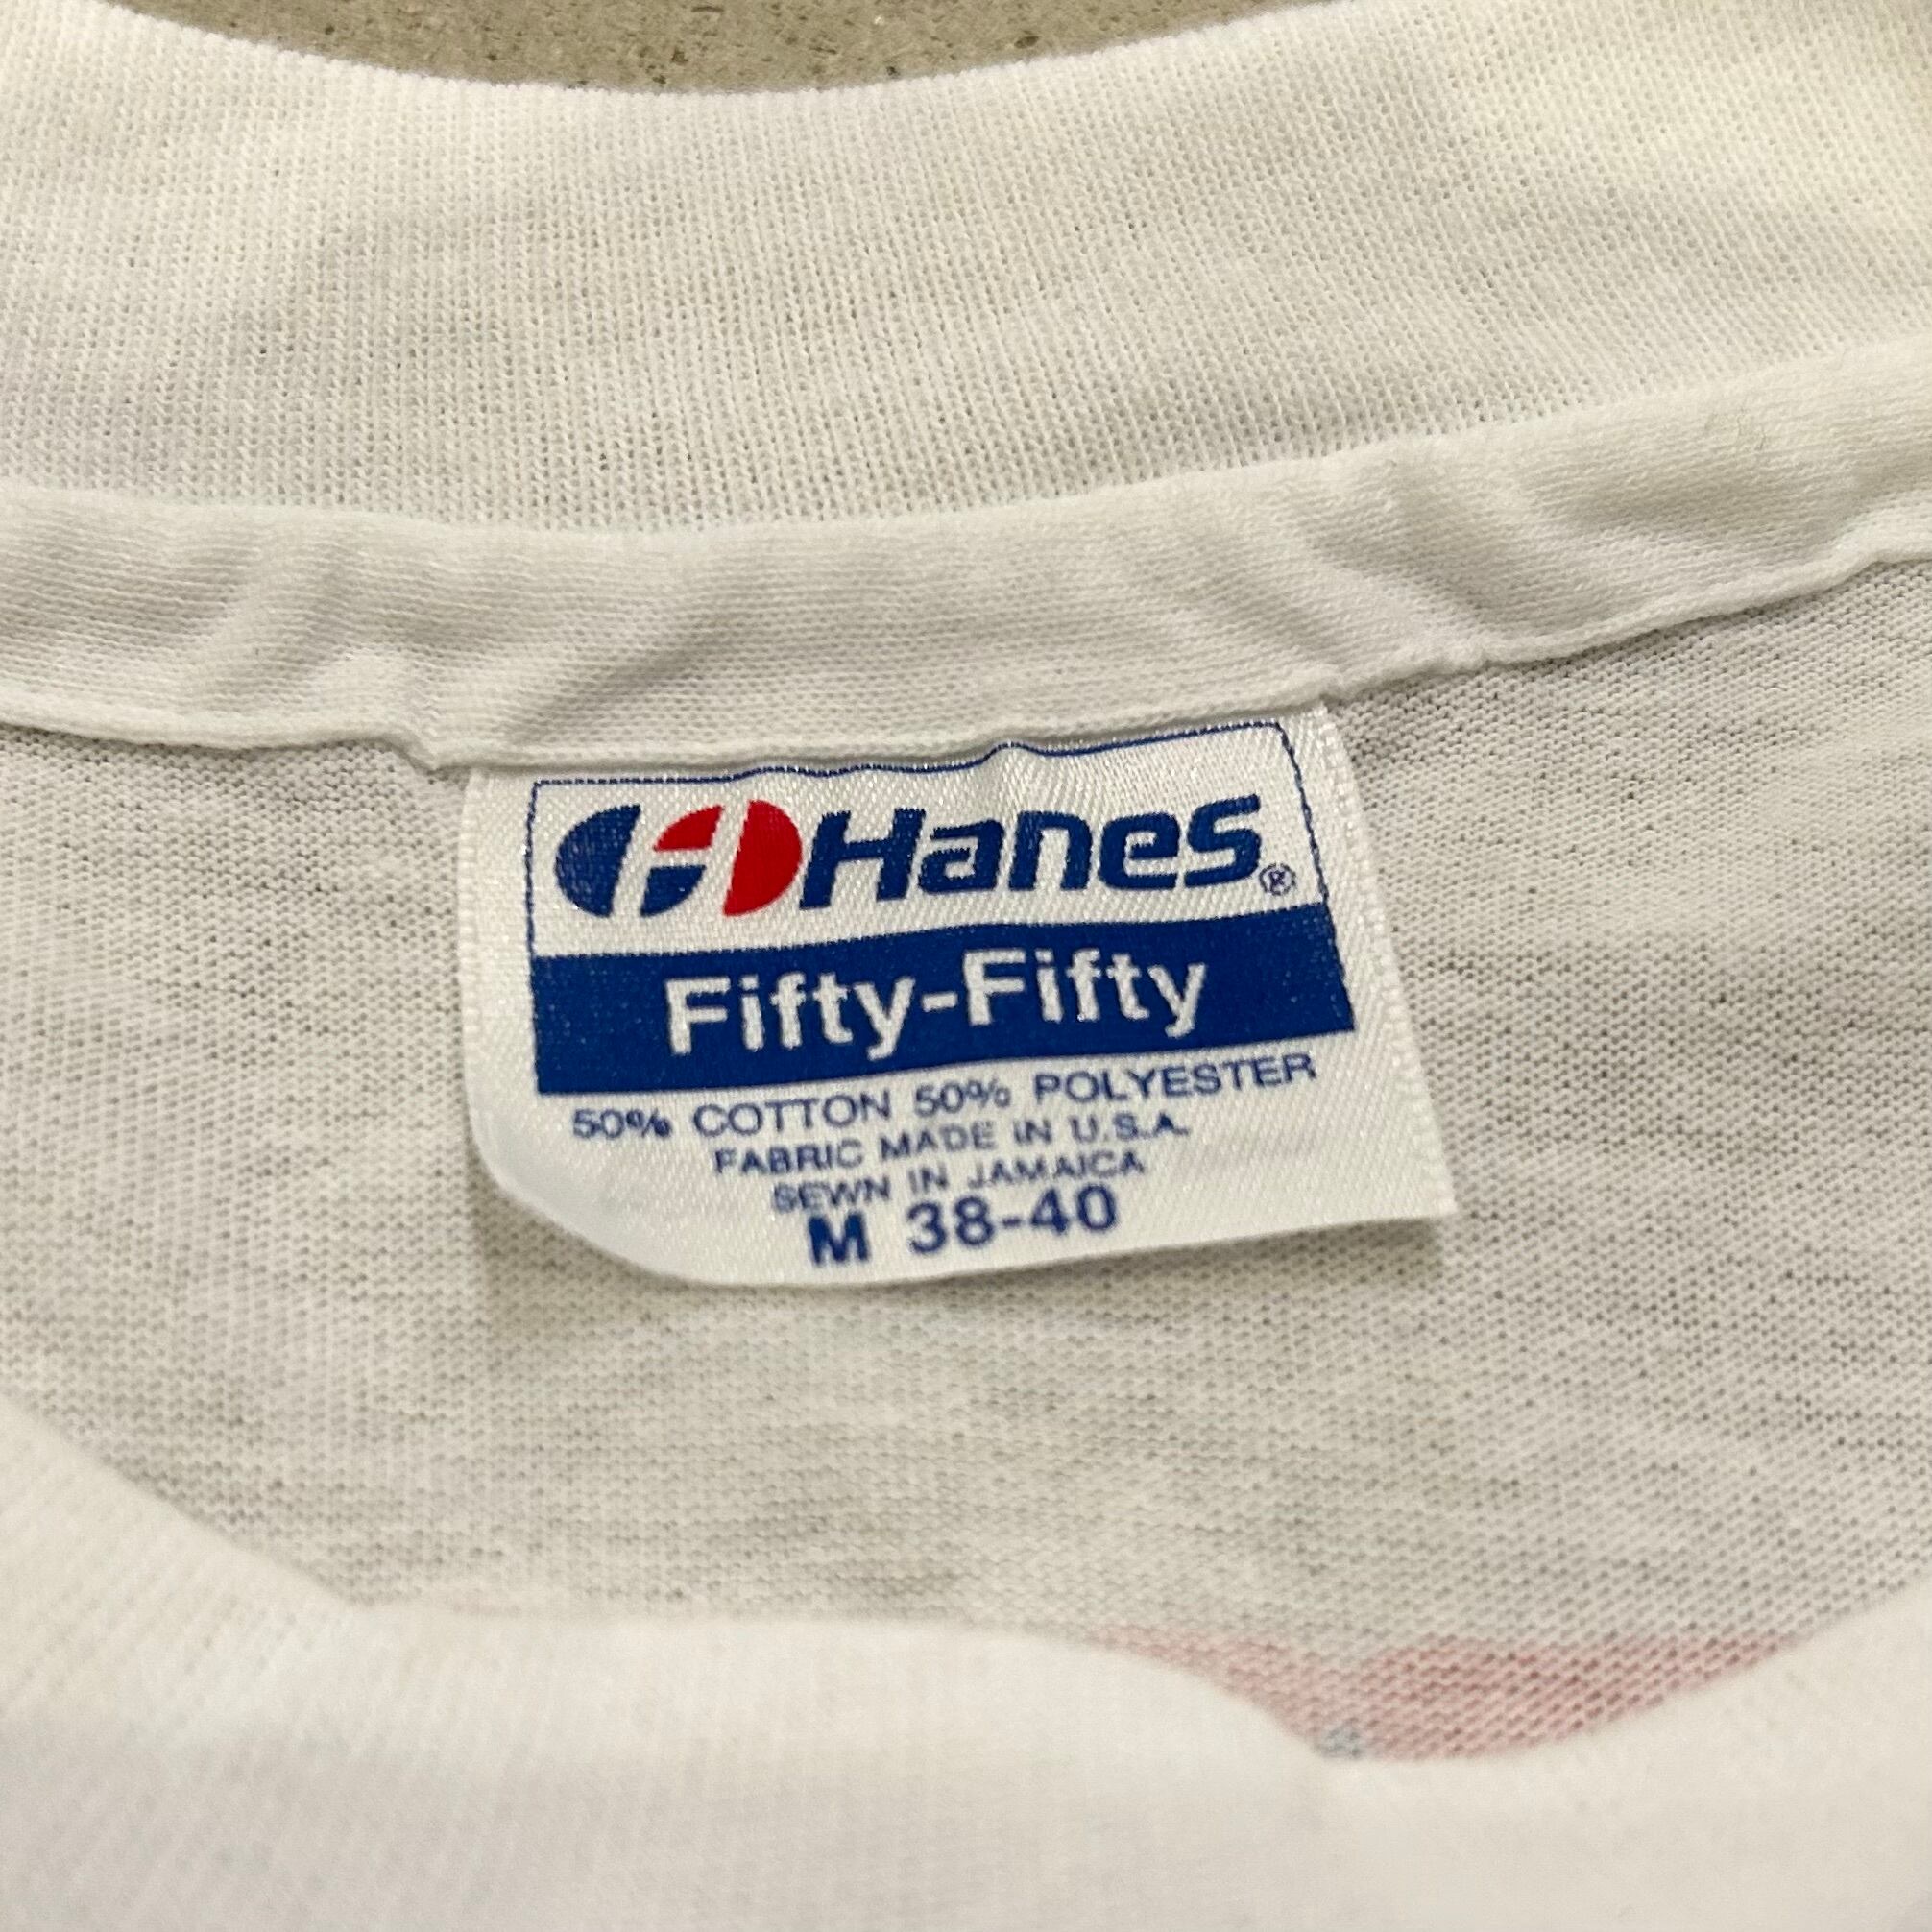 Hanes®
Fifty-Fifty
50% COTTON 50% POLYESTER
FABRIC MADE IN U.S.A.
SEWN IN JAMAICA
M 38-40